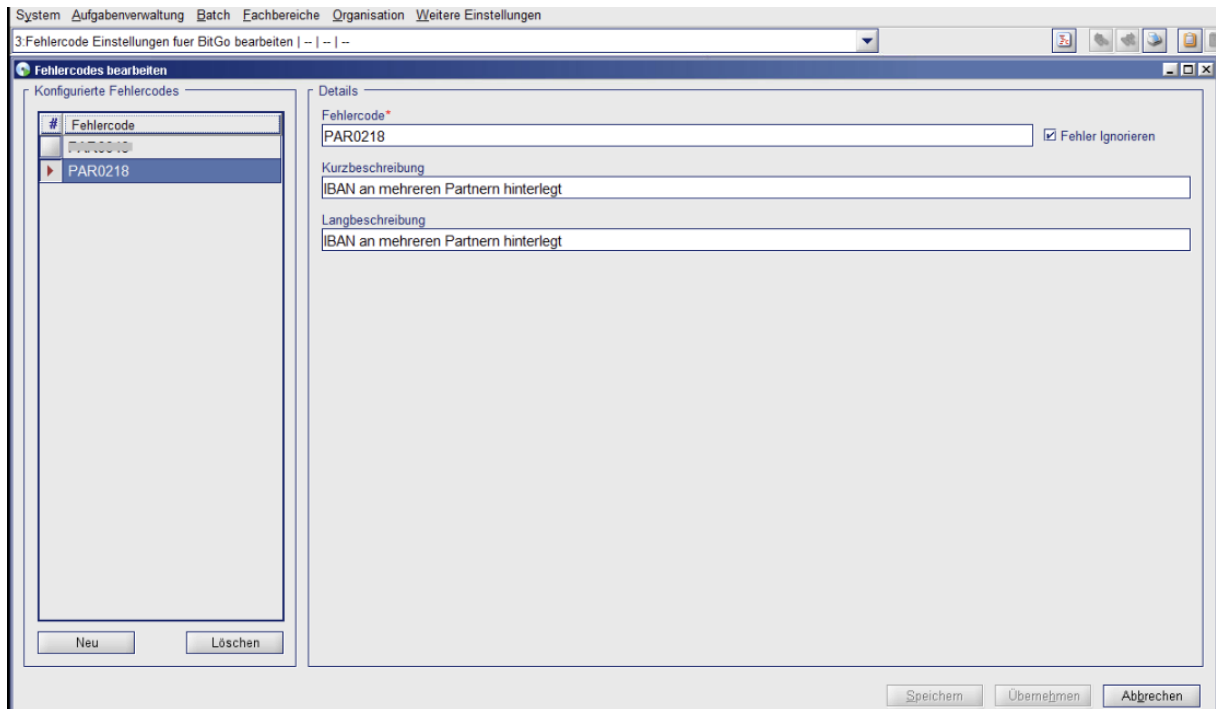 System Aufgabenverwaltung Batch Fachbereiche Organisation Weitere Einstellungen
3:Fehlercode Einstellungen fuer BitGo bearbeiten | -- | -- | --
Fehlercodes bearbeiten
Konfigurierte Fehlercodes
# Fehlercode
PAR0218
Neu Löschen
Details
Fehlercode*
PAR0218 Fehler Ignorieren
Kurzbeschreibung
IBAN an mehreren Partnern hinterlegt
Langbeschreibung
IBAN an mehreren Partnern hinterlegt
Speichern Übernehmen Abbrechen